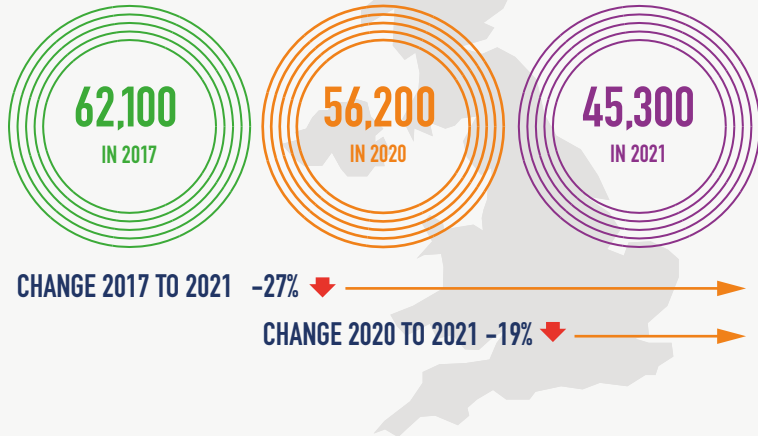 62,100
IN 2017
56,200
IN 2020
45,300
IN 2021
CHANGE 2017 TO 2021 -27%
CHANGE 2020 TO 2021 -19%